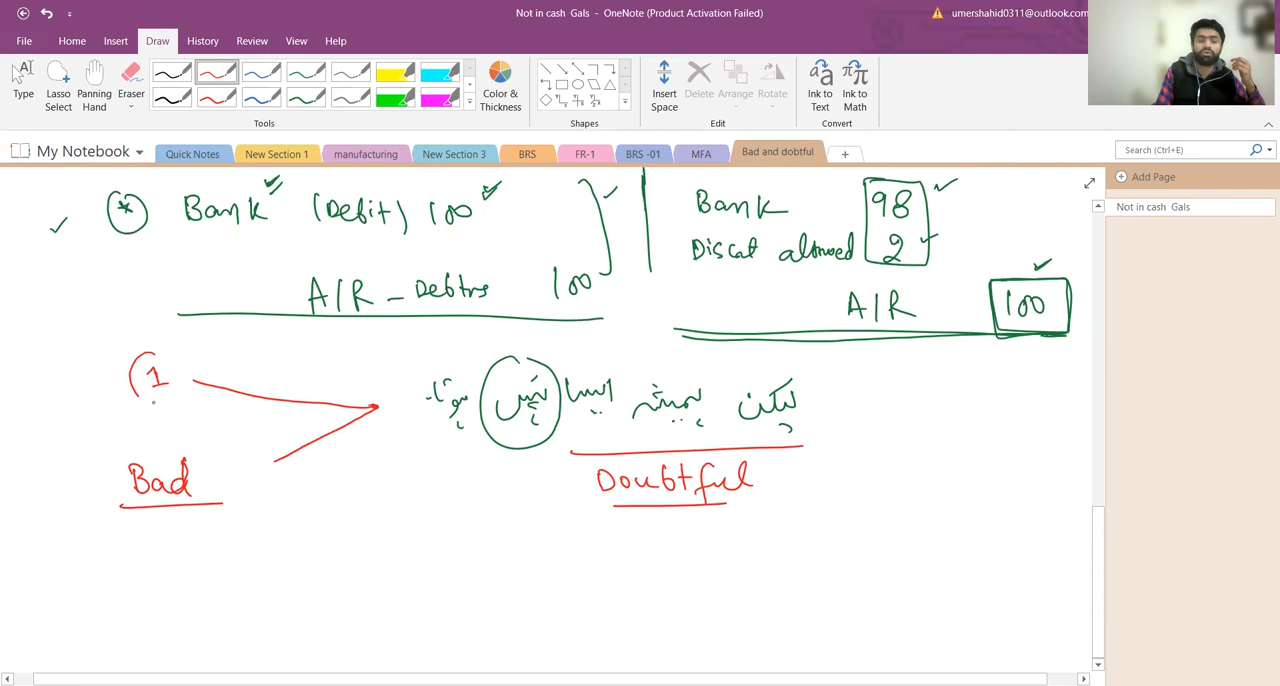 Not in cash Gals - OneNote (Product Activation Failed)
umershahid0311@outlook.com
File Home Insert Draw History Review View Help
Type
Lasso Select
Panning Hand
Eraser
Color & Thickness
Insert Space
Delete
Arrange
Rotate
Ink to Text
Ink to Math
Tools
Shapes
Edit
Convert
My Notebook
Quick Notes
New Section 1
manufacturing
New Section 3
BRS
FR-1
BRS -01
MFA
Bad and dobtful
Search (Ctrl+E)
Add Page
Not in cash Gals
Bank (Debit) 100
A/R - Debtrs 100
Bank 98
allowed 2
A/R 100
(1
لیکن ہمیشہ ایسا نہیں ہوتا
Bad
Doubtful